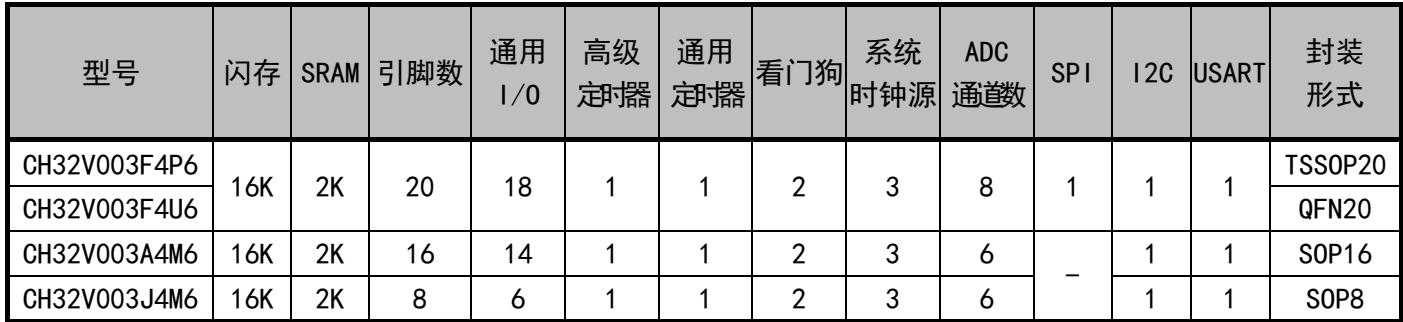 型号 闪存 SRAM 引脚数 通用 I/O 高级 定时器 通用 定时器 看门狗 系统 时钟源 ADC 通道数 SPI I2C USART 封装 形式
CH32V003F4P6 16K 2K 20 18 1 1 2 3 8 1 1 1 TSSOP20
CH32V003F4U6 QFN20
CH32V003A4M6 16K 2K 16 14 1 1 2 3 6 - 1 1 SOP16
CH32V003J4M6 16K 2K 8 6 1 1 2 3 6 1 1 SOP8